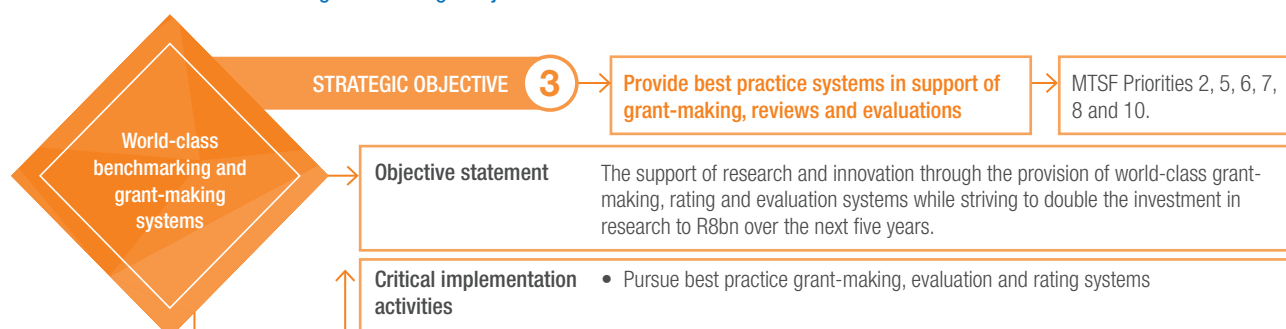 STRATEGIC OBJECTIVE 3
Provide best practice systems in support of
grant-making, reviews and evaluations
MTSF Priorities 2, 5, 6, 7,
8 and 10.
World-class
benchmarking and
grant-making
systems
Objective statement
The support of research and innovation through the provision of world-class grant-
making, rating and evaluation systems while striving to double the investment in
research to R8bn over the next five years.
Critical implementation
activities
• Pursue best practice grant-making, evaluation and rating systems